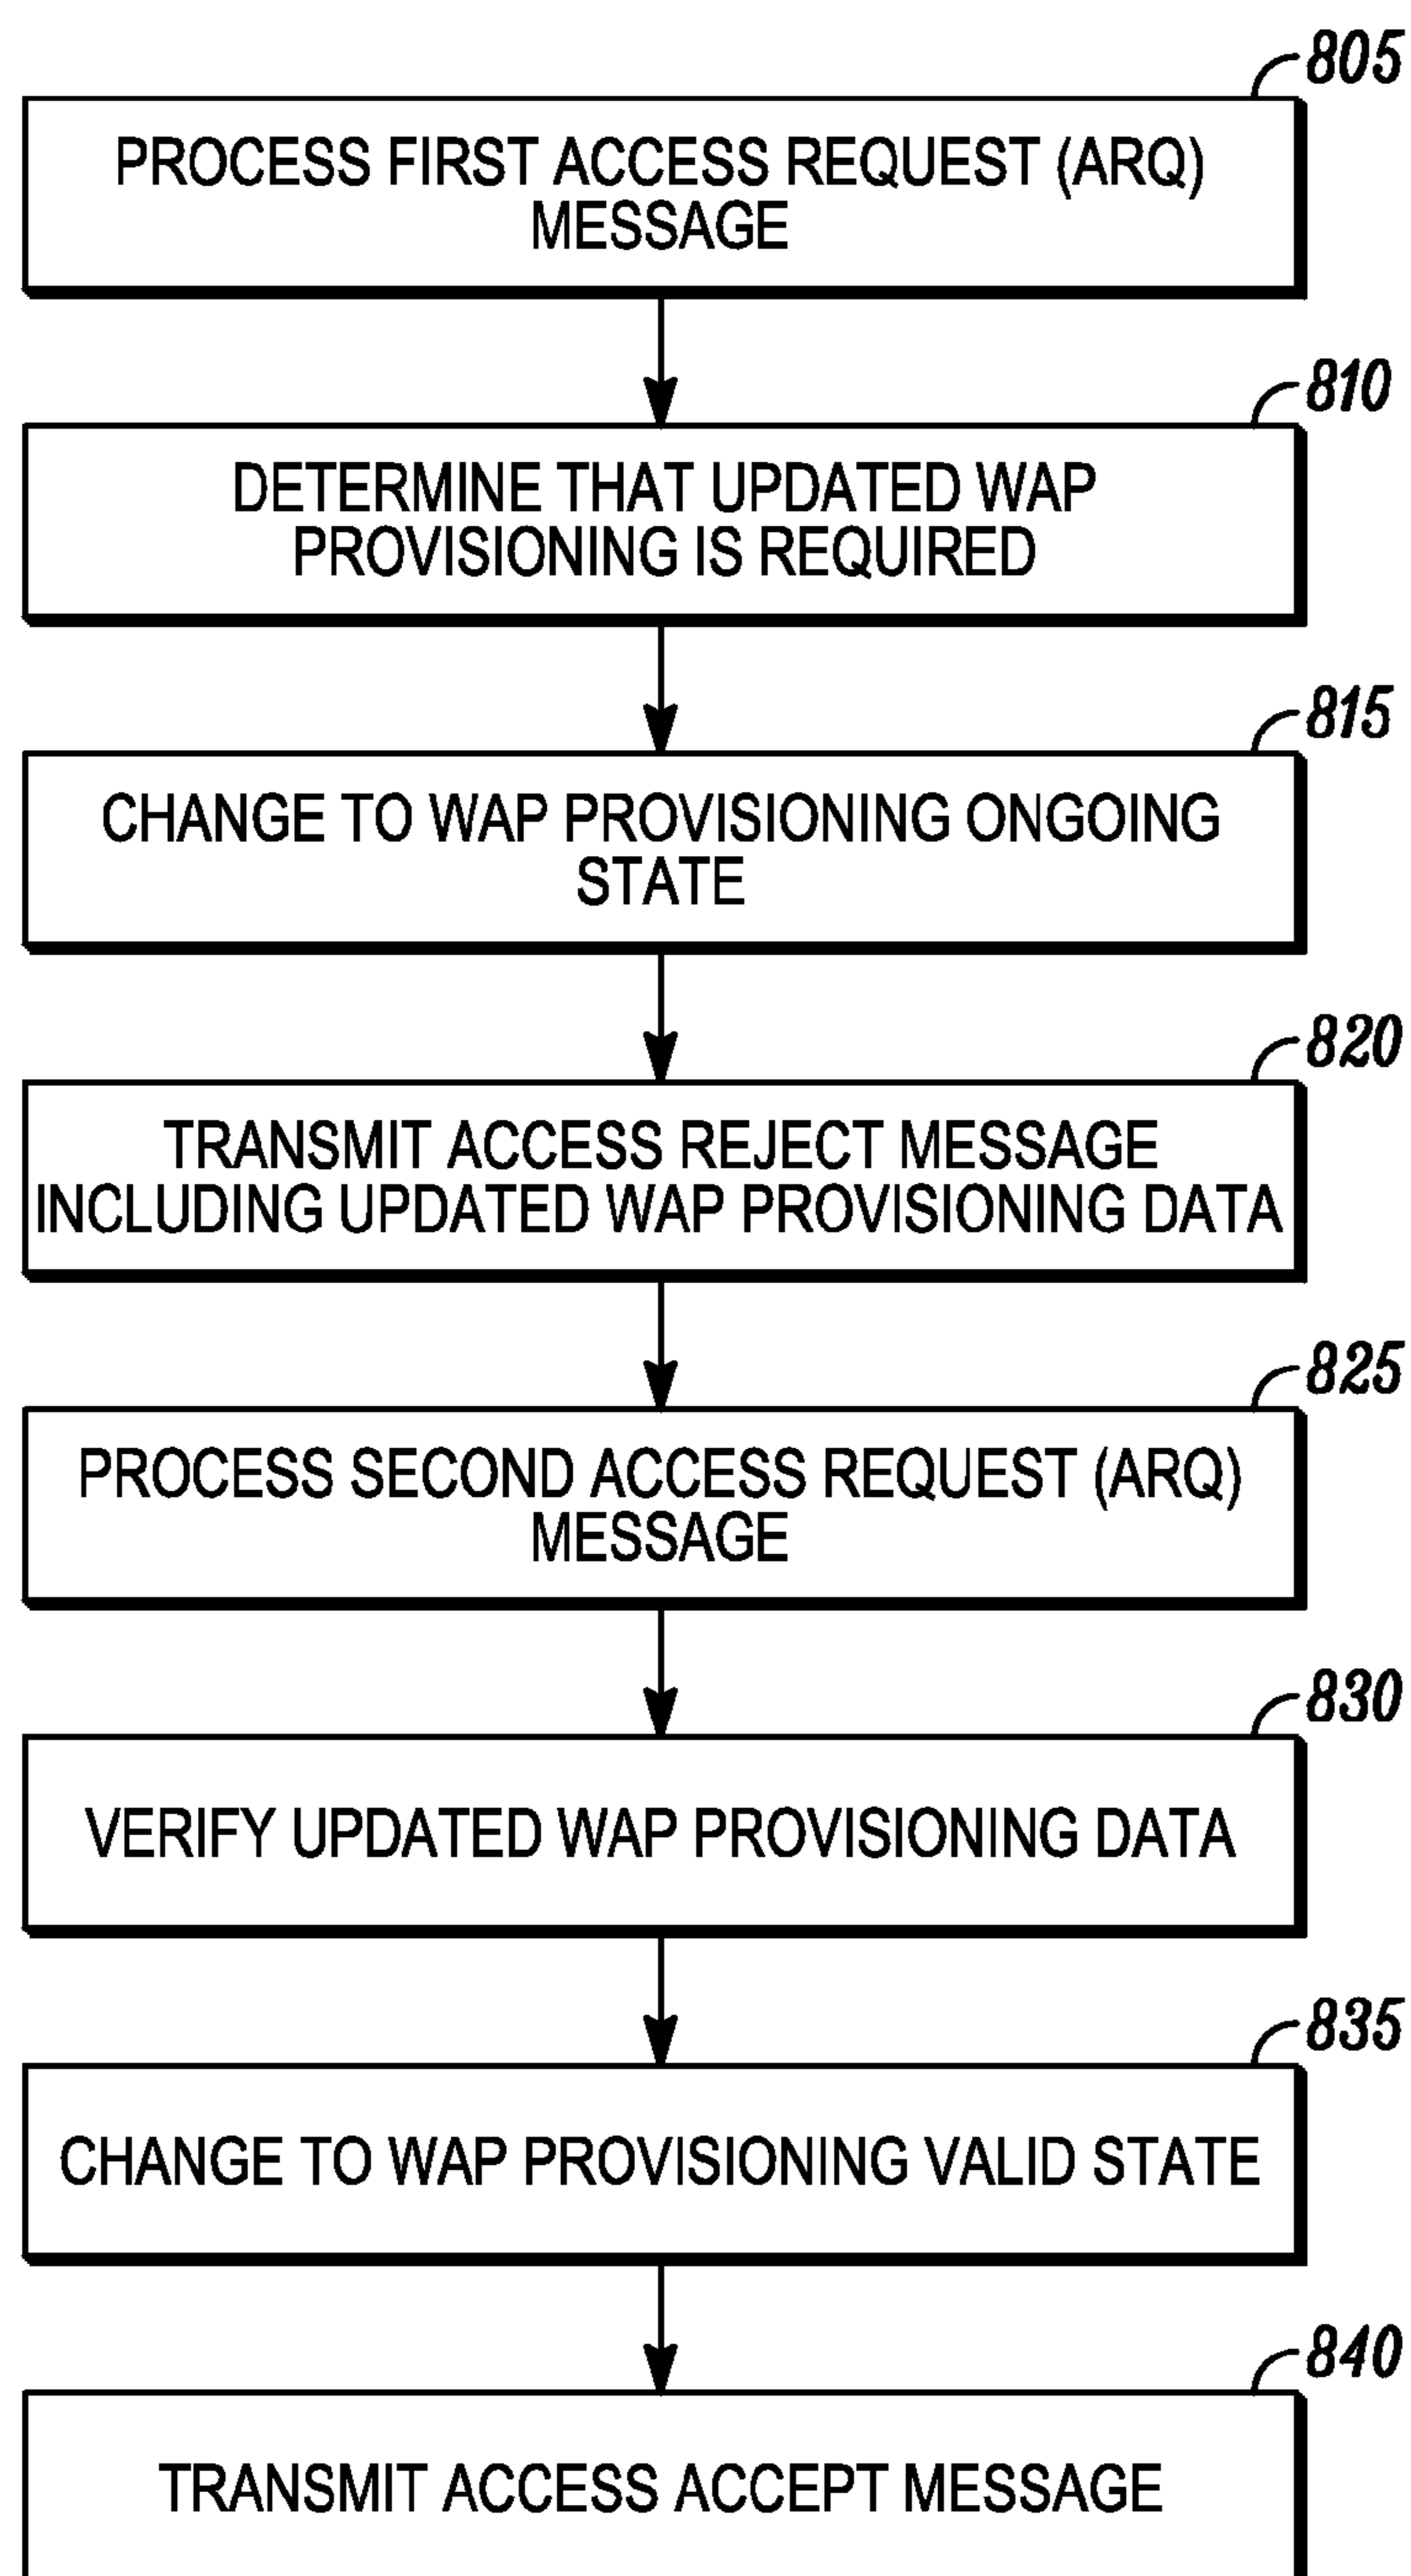 805
PROCESS FIRST ACCESS REQUEST (ARQ)
MESSAGE
810
DETERMINE THAT UPDATED WAP
PROVISIONING IS REQUIRED
815
CHANGE TO WAP PROVISIONING ONGOING
STATE
820
TRANSMIT ACCESS REJECT MESSAGE
INCLUDING UPDATED WAP PROVISIONING DATA
825
PROCESS SECOND ACCESS REQUEST (ARQ)
MESSAGE
830
VERIFY UPDATED WAP PROVISIONING DATA
835
CHANGE TO WAP PROVISIONING VALID STATE
840
TRANSMIT ACCESS ACCEPT MESSAGE